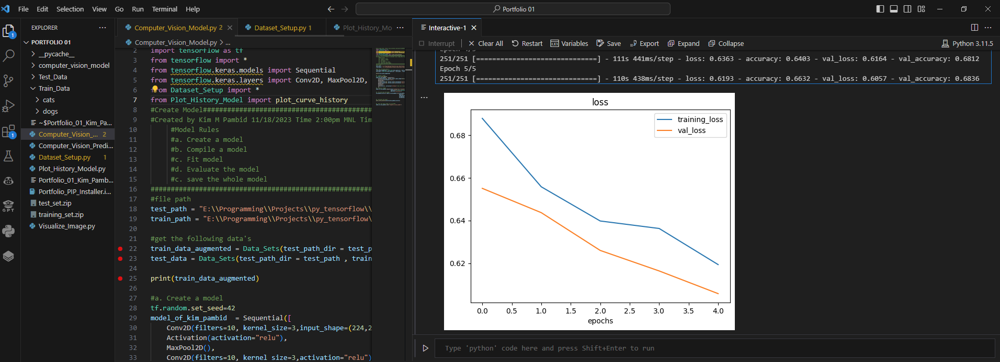 File Edit Selection View Go Run Terminal Help
Portfolio 01
EXPLORER
PORTFOLIO 01
__pycache__
computer_vision_model
Test_Data
Train_Data
cats
dogs
~$Portfolio_01_Kim_Pa...
Computer_Vision_... 2
Computer_Vision_Predi...
Dataset_Setup.py 1
Plot_History_Model.py
Portfolio_01_Kim_Pamb...
Portfolio_PIP_Installer.i...
test_set.zip
training_set.zip
Visualize_Image.py
1
1
GPT
Computer_Vision_Model.py 2
Dataset_Setup.py 1
Plot_History_Mo
Computer_Vision_Model.py > ...
2 import tensorflow as tf
3 from tensorflow import *
4 from tensorflow.keras.models import Sequential
5 from tensorflow.keras.layers import Conv2D, MaxPool2D,
6 from Dataset_Setup import *
7 from Plot_History_Model import plot_curve_history
8 #Create Model##########################################
9 #Created by Kim M Pambid 11/18/2023 Time 2:00pm MNL Tim
10 #Model Rules
11 #a. Create a model
12 #b. Compile a model
13 #c. Fit model
14 #d. Evaluate the model
15 #c. save the whole model
16 #######################################################
17 #file path
18 test_path = "E:\\Programming\\Projects\\py_tensorflow\\
19 train_path = "E:\\Programming\\Projects\\py_tensorflow\
20
21 #get the following data's
22 train_data_augmented = Data_Sets(test_path_dir = test_p
23 test_data = Data_Sets(test_path_dir = test_path , train
24
25 print(train_data_augmented)
26
27 #a. Create a model
28 tf.random.set_seed=42
29 model_of_kim_pambid = Sequential([
30 Conv2D(filters=10, kernel_size=3,input_shape=(224,2
31 Activation(activation="relu"),
32 MaxPool2D(),
33 Conv2D(filters=10, kernel_size=3,activation="relu")
Interactive-1
Interrupt
Clear All
Restart
Variables
Save
Export
Expand
Collapse
Python 3.11.5
Epoch 4/5
251/251 [==============================] - 111s 441ms/step - loss: 0.6363 - accuracy: 0.6403 - val_loss: 0.6164 - val_accuracy: 0.6812
Epoch 5/5
251/251 [==============================] - 110s 438ms/step - loss: 0.6193 - accuracy: 0.6632 - val_loss: 0.6057 - val_accuracy: 0.6836
loss
training_loss
val_loss
0.68
0.66
0.64
0.62
0.0 0.5 1.0 1.5 2.0 2.5 3.0 3.5 4.0
epochs
Type 'python' code here and press Shift+Enter to run